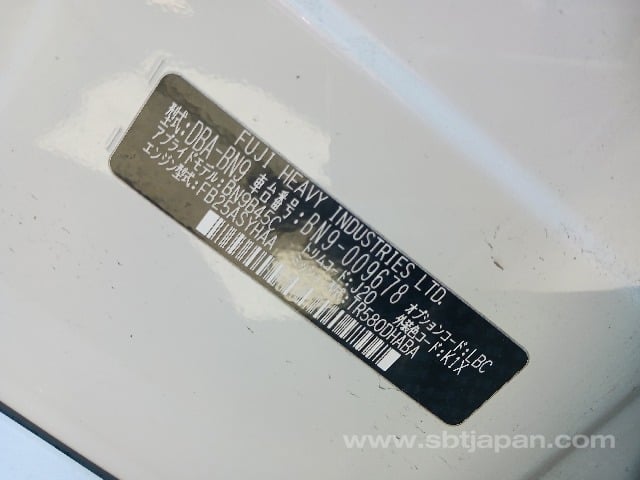 FUJI HEAVY INDUSTRIES LTD.
型式:DBA-BN9 車台番号:BN9-009678
アプライドモデル:BN9B45C トリムコード:J20 オプションコード:LBC
エンジン型式:FB25ASYHAA TR580DHABA 外装色コード:K1X
www.sbtjapan.com